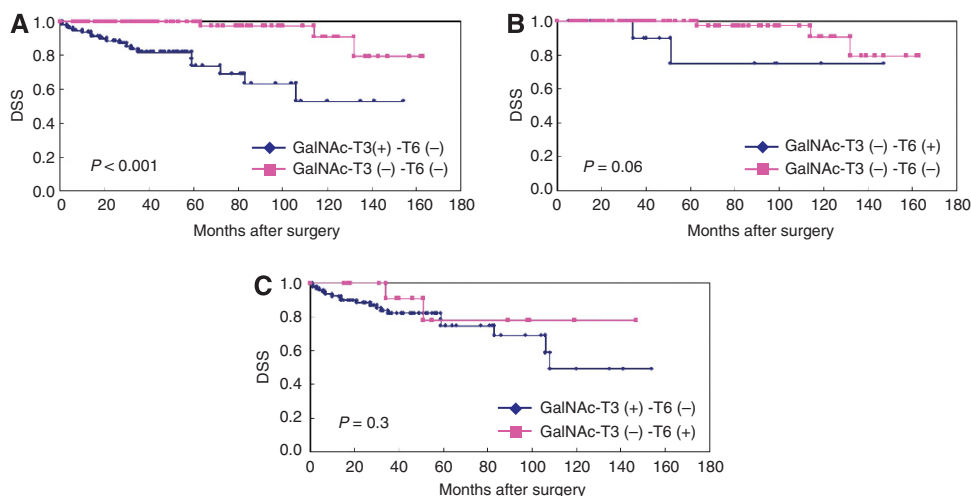 A
DSS
1.0
0.8
0.6
0.4
0.2
0.0
P < 0.001
GalNAc-T3(+) -T6 (–)
GalNAc-T3 (–) -T6 (–)
0 20 40 60 80 100 120 140 160 180
Months after surgery
B
DSS
1.0
0.8
0.6
0.4
0.2
0.0
P = 0.06
GalNAc-T3 (–) -T6 (+)
GalNAc-T3 (–) -T6 (–)
0 20 40 60 80 100 120 140 160 180
Months after surgery
C
DSS
1.0
0.8
0.6
0.4
0.2
0.0
P = 0.3
GalNAc-T3 (+) -T6 (–)
GalNAc-T3 (–) -T6 (+)
0 20 40 60 80 100 120 140 160 180
Months after surgery